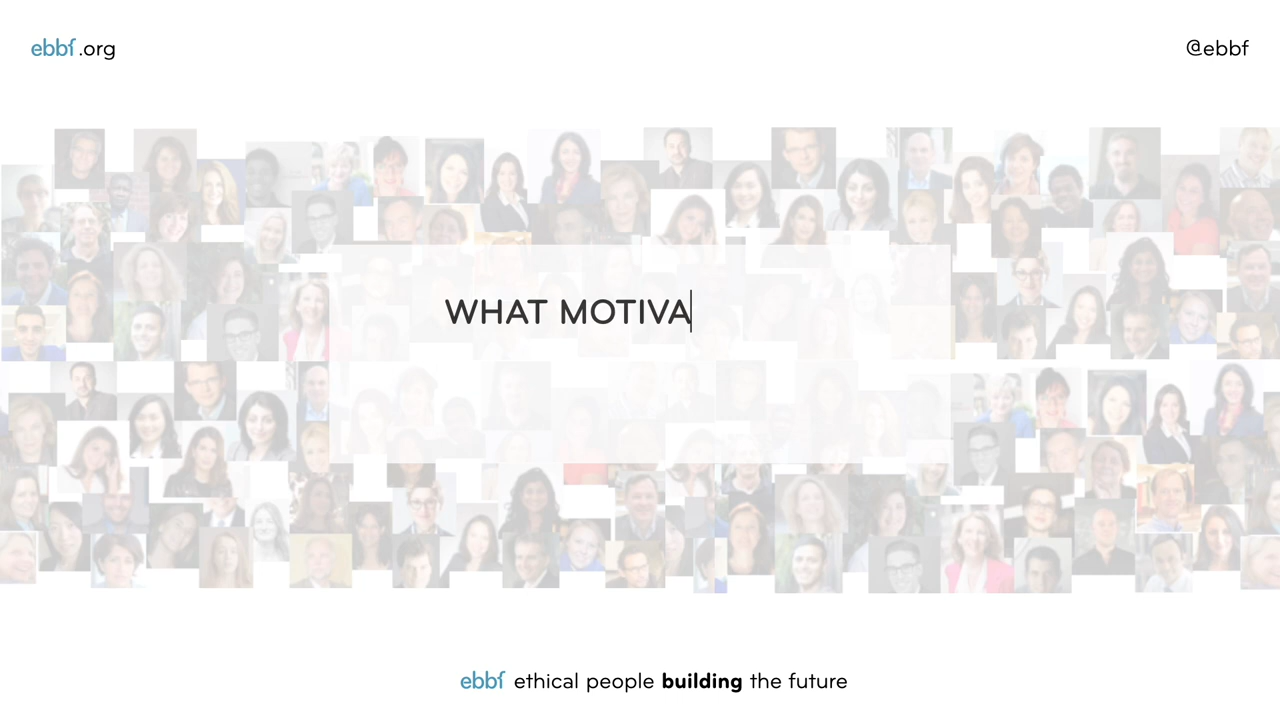 ebbf.org
@ebbf
WHAT MOTIVA
ebbf ethical people building the future